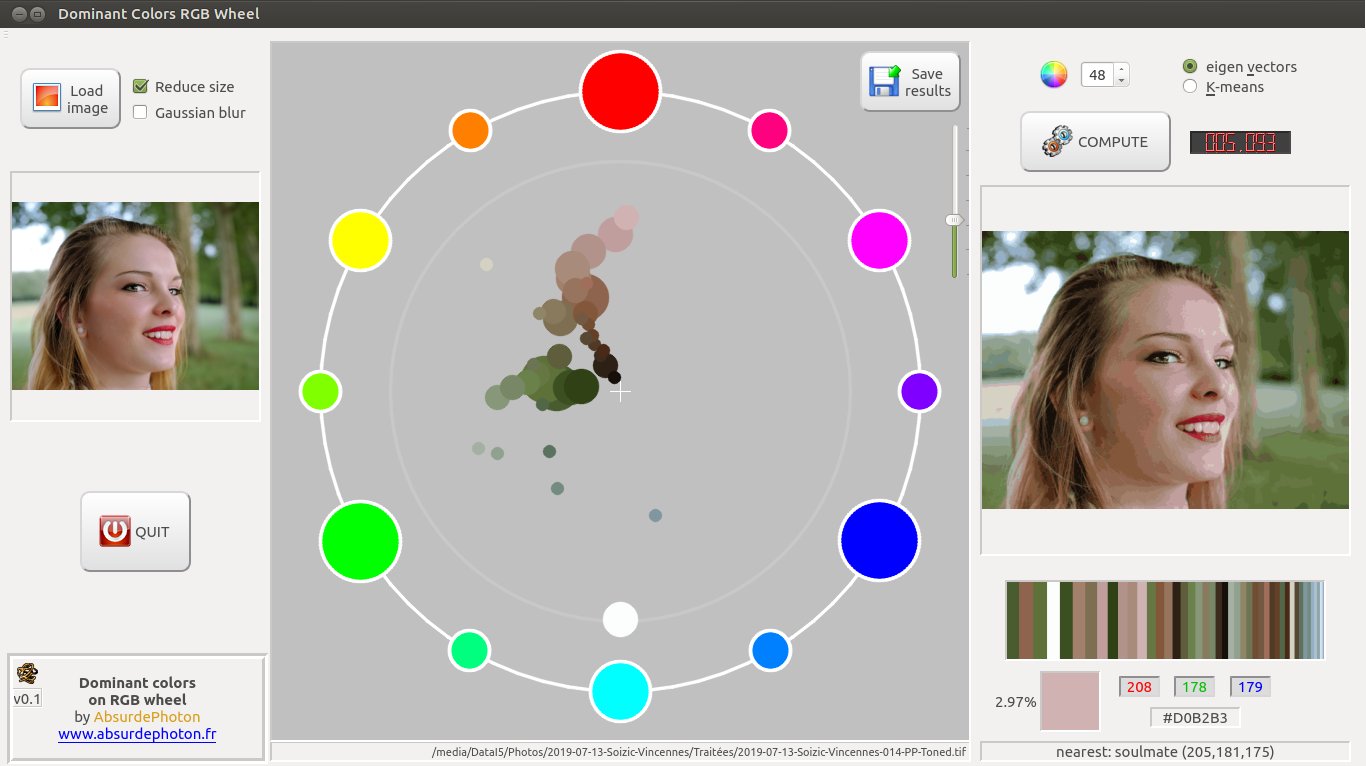 Dominant Colors RGB Wheel
Load
image
Reduce size
Gaussian blur
Save
results
48
eigen vectors
K-means
COMPUTE
005.093
QUIT
v0.1
Dominant colors
on RGB wheel
by AbsurdePhoton
www.absurdephoton.fr
/media/DataI5/Photos/2019-07-13-Soizic-Vincennes/Traitées/2019-07-13-Soizic-Vincennes-014-PP-Toned.tif
2.97%
208
178
179
#D0B2B3
nearest: soulmate (205,181,175)